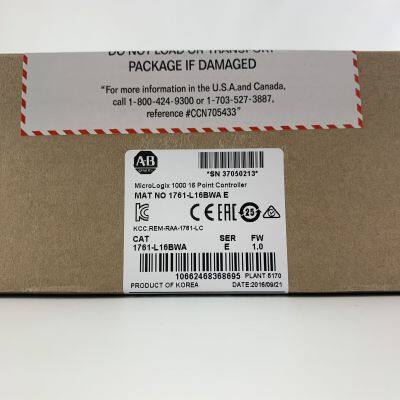 DO NOT LOAD OR TRANSPORT
PACKAGE IF DAMAGED
“For more information in the U.S.and Canada,
call 1-800-424-9300 or 1-703-527-3887,
reference #CCN705433”
AB
*SN 37050213*
MicroLogix 1000 16 Point Controller
MAT NO 1761-L16BWA E
CE
25
KCC.REM-RAA-1761-LC
CAT SER FW
1761-L16BWA E 1.0
10662468368695 PLANT 5170
PRODUCT OF KOREA DATE:2016/09/21